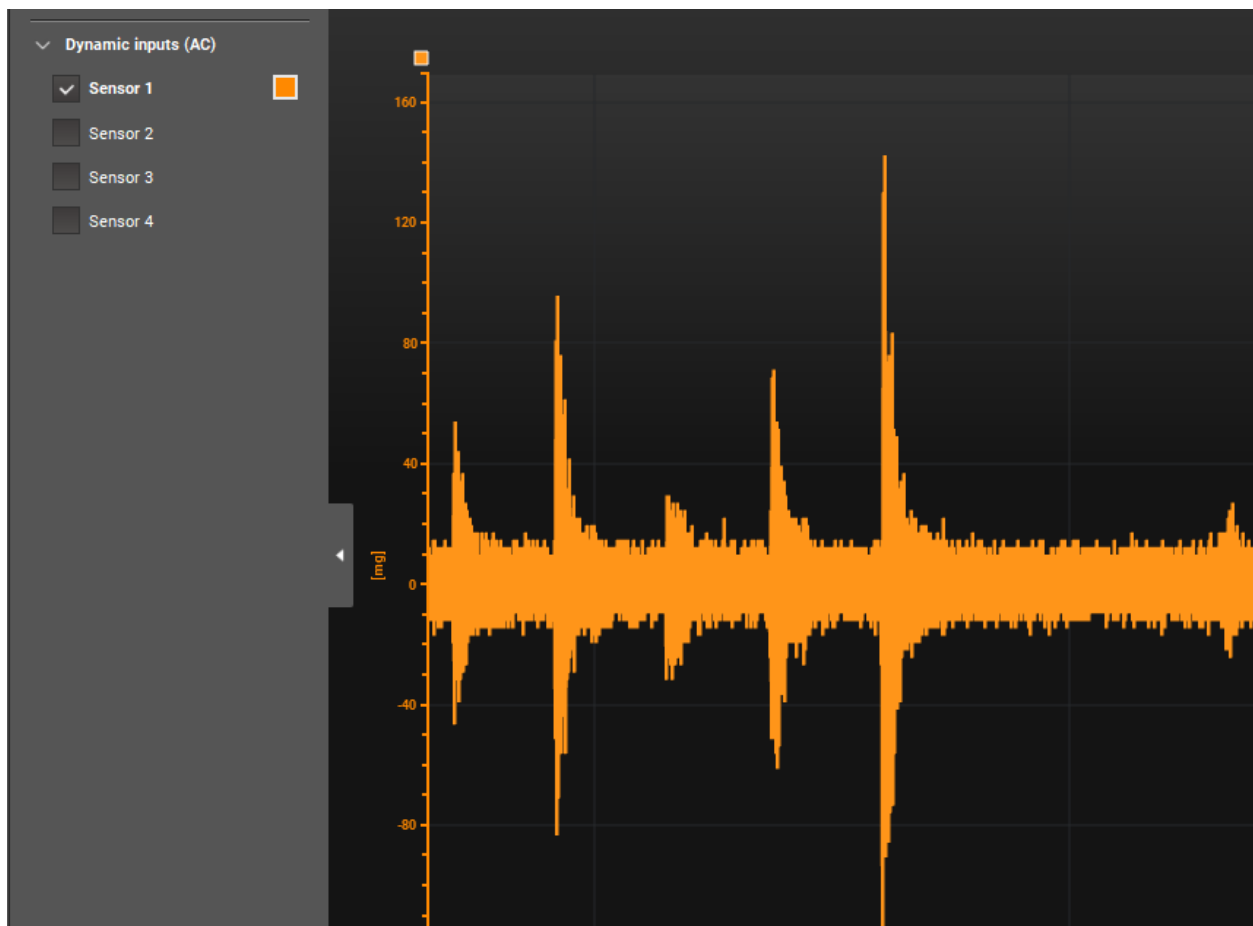 Dynamic inputs (AC)
Sensor 1
Sensor 2
Sensor 3
Sensor 4
160
120
80
40
0
-40
-80
[mg]